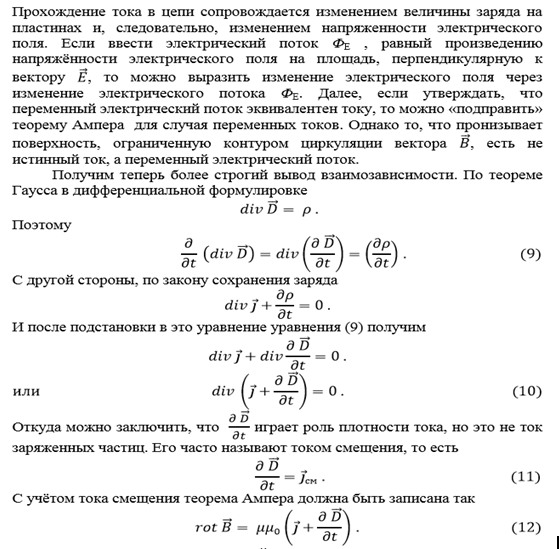 Прохождение тока в цепи сопровождается изменением величины заряда на
пластинах и, следовательно, изменением напряженности электрического
поля. Если ввести электрический поток Φ_E , равный произведению
напряжённости электрического поля на площадь, перпендикулярную к
вектору E⃗, то можно выразить изменение электрического поля через
изменение электрического потока Φ_E. Далее, если утверждать, что
переменный электрический поток эквивалентен току, то можно «подправить»
теорему Ампера для случая переменных токов. Однако то, что пронизывает
поверхность, ограниченную контуром циркуляции вектора B⃗, есть не
истинный ток, а переменный электрический поток.
Получим теперь более строгий вывод взаимозависимости. По теореме
Гаусса в дифференциальной формулировке
div D⃗ = ρ .
Поэтому
∂/∂t (div D⃗) = div(∂ D⃗/∂t) = (∂ρ/∂t) . (9)
С другой стороны, по закону сохранения заряда
div j⃗ + ∂ρ/∂t = 0 .
И после подстановки в это уравнение уравнения (9) получим
div j⃗ + div ∂ D⃗/∂t = 0 .
или div (j⃗ + ∂ D⃗/∂t) = 0 . (10)
Откуда можно заключить, что ∂ D⃗/∂t играет роль плотности тока, но это не ток
заряженных частиц. Его часто называют током смещения, то есть
∂ D⃗/∂t = j⃗_см . (11)
С учётом тока смещения теорема Ампера должна быть записана так
rot B⃗ = μμ₀ (j⃗ + ∂ D⃗/∂t) . (12)